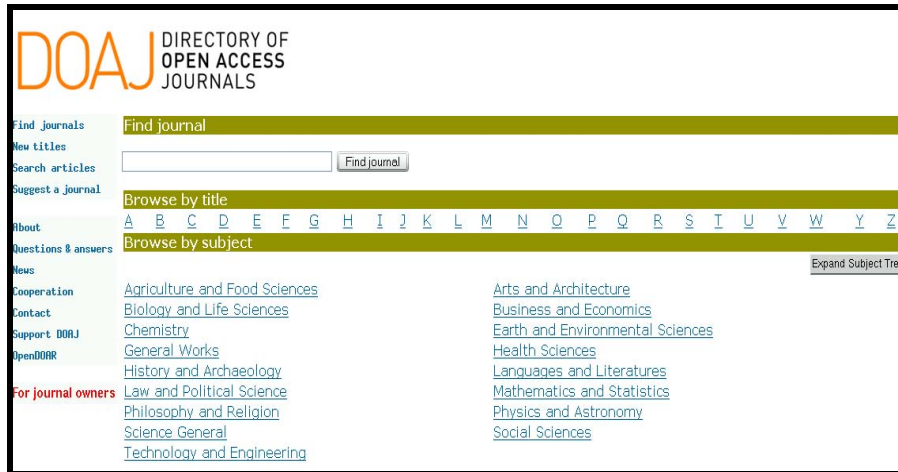 DOAJ DIRECTORY OF
OPEN ACCESS
JOURNALS
Find journals
New titles
Search articles
Suggest a journal
About
Questions & answers
News
Cooperation
Contact
Support DOAJ
OpenDOAR
For journal owners
Find journal
Find journal
Browse by title
A B C D E F G H I J K L M N O P Q R S T U V W Y Z
Browse by subject
Expand Subject Tre
Agriculture and Food Sciences
Biology and Life Sciences
Chemistry
General Works
History and Archaeology
Law and Political Science
Philosophy and Religion
Science General
Technology and Engineering
Arts and Architecture
Business and Economics
Earth and Environmental Sciences
Health Sciences
Languages and Literatures
Mathematics and Statistics
Physics and Astronomy
Social Sciences